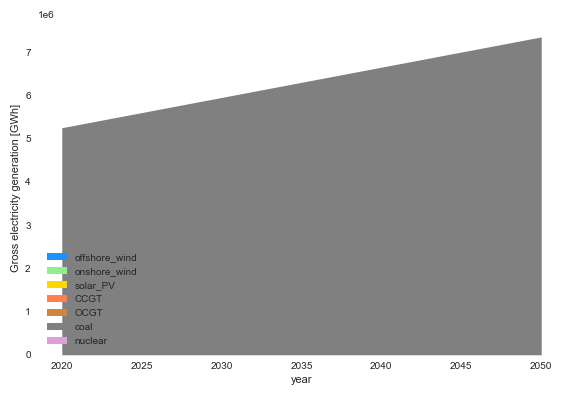 1e6
7
6
5
4
3
2
1
0
Gross electricity generation [GWh]
offshore_wind
onshore_wind
solar_PV
CCGT
OCGT
coal
nuclear
2020 2025 2030 2035 2040 2045 2050
year